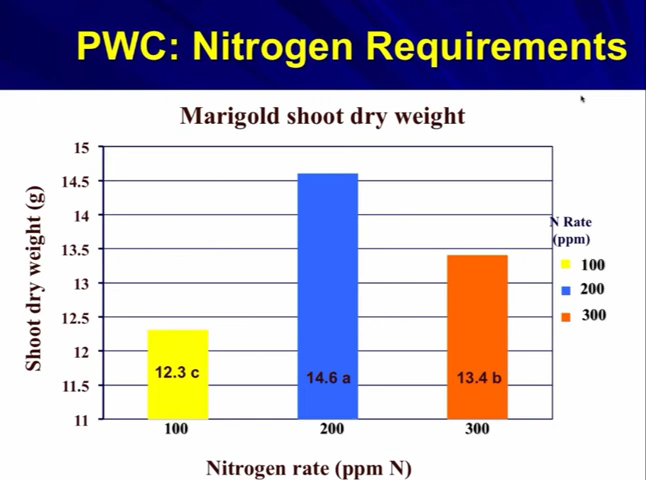 PWC: Nitrogen Requirements
Marigold shoot dry weight
Shoot dry weight (g)
15
14.5
14
13.5
13
12.5
12
11.5
11
12.3 c
14.6 a
13.4 b
100
200
300
Nitrogen rate (ppm N)
N Rate
(ppm)
100
200
300